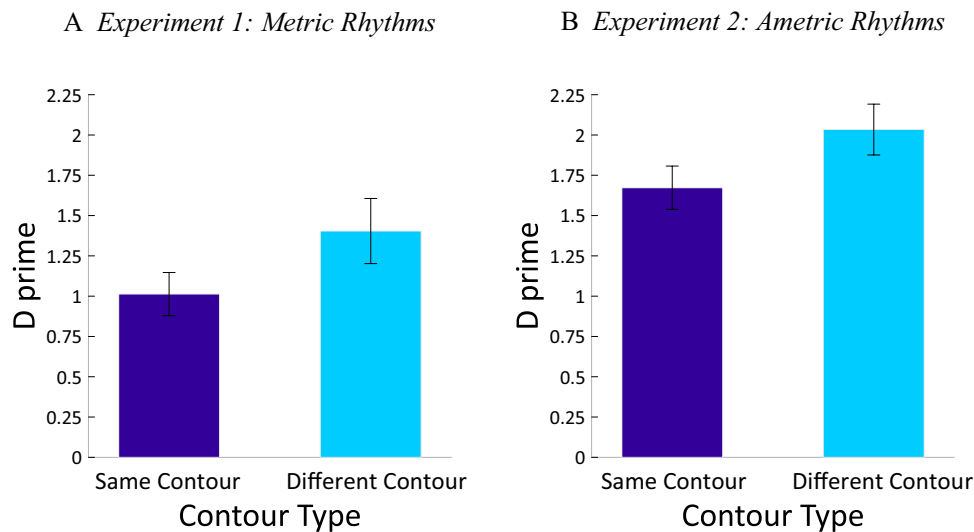 A Experiment 1: Metric Rhythms
D prime
2.25
2
1.75
1.5
1.25
1
0.75
0.5
0.25
0
Same Contour
Different Contour
Contour Type
B Experiment 2: Ametric Rhythms
D prime
2.25
2
1.75
1.5
1.25
1
0.75
0.5
0.25
0
Same Contour
Different Contour
Contour Type